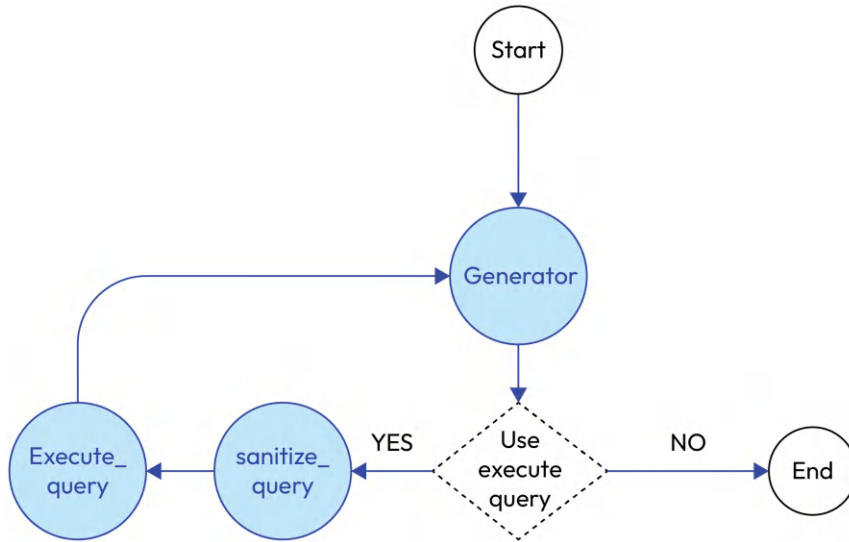 Start
Generator
Execute_
query
sanitize_
query
YES
Use
execute
query
NO
End